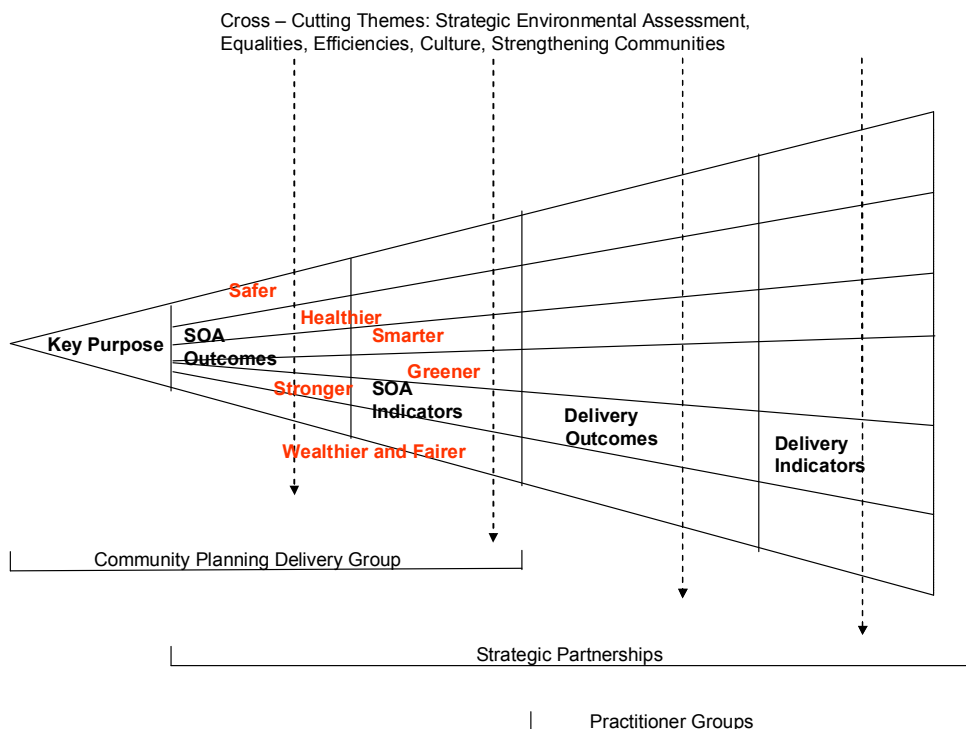 Cross – Cutting Themes: Strategic Environmental Assessment,
Equalities, Efficiencies, Culture, Strengthening Communities
Safer
Healthier
Key Purpose
SOA
Outcomes
Smarter
Greener
Stronger
SOA
Indicators
Delivery
Outcomes
Delivery
Indicators
Wealthier and Fairer
Community Planning Delivery Group
Strategic Partnerships
Practitioner Groups